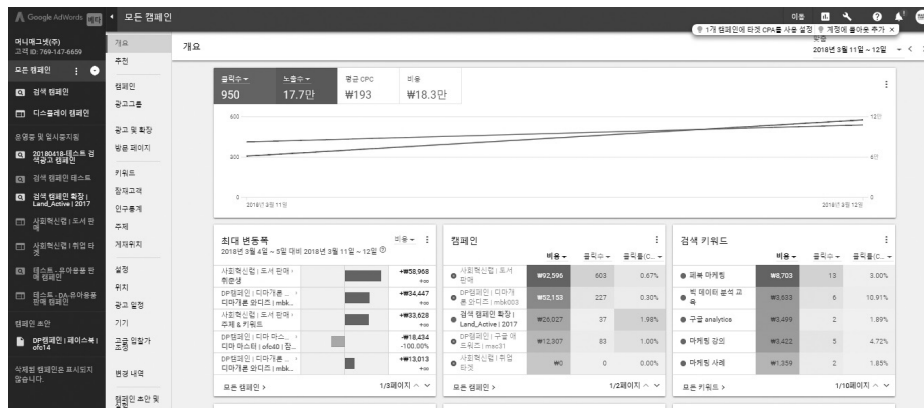 Google AdWords 베타
모든 캠페인
이동
1개 캠페인에 타겟 CPA를 사용 설정
계정에 콜아웃 추가 ×
머니매그넷(주)
고객 ID: 769-147-6659
모든 캠페인
검색 캠페인
디스플레이 캠페인
운영중 및 일시중지됨
20180418-테스트 검
색광고 캠페인
검색 캠페인 테스트
검색 캠페인 확장 |
Land_Active | 2017
사회혁신랩 | 도서 판
매
사회혁신랩 | 취업 타
겟
테스트 - 유아용품 판
매 캠페인
테스트 - DA-유아용품
판매 캠페인
캠페인 초안
DP캠페인 | 페이스북 |
ofc14
삭제된 캠페인은 표시되지
않습니다.
개요
추천
캠페인
광고그룹
광고 및 확장
방문 페이지
키워드
잠재고객
인구통계
주제
게재위치
설정
위치
광고 일정
기기
고급 입찰가
조정
변경 내역
캠페인 초안 및
실험
개요
맞춤
2018년 3월 11일 ~ 12일
클릭수
950
노출수
17.7만
평균 CPC
₩193
비용
₩18.3만
600
300
0
12만
6만
0
2018년 3월 11일
2018년 3월 12일
최대 변동폭
비용
2018년 3월 4일 ~ 5일 대비 2018년 3월 11일 ~ 12일
사회혁신랩 | 도서 판매 ›
취준생
+₩58,968
+∞
DP캠페인 | 디마개론 ... ›
디마개론 와디즈 | mbk...
+₩34,447
+∞
사회혁신랩 | 도서 판매 ›
주제 & 키워드
+₩33,628
+∞
DP캠페인 | 디마 마스... ›
디마 마스터 | ofc40 | 잠...
-₩18,434
-100.00%
DP캠페인 | 디마개론 ... ›
디마개론 와디즈 | mbk...
+₩13,013
+∞
모든 캠페인 >
1/3페이지
캠페인
비용 클릭수 클릭률(C...
사회혁신랩 | 도서
판매
₩92,596 603 0.67%
DP캠페인 | 디마개
론 와디즈 | mbk003
₩52,153 227 0.30%
검색 캠페인 확장 |
Land_Active | 2017
₩26,027 37 1.98%
DP캠페인 | 구글 애
드워즈 | msc31
₩12,307 83 1.00%
사회혁신랩 | 취업
타겟
₩0 0 0.00%
모든 캠페인 >
1/2페이지
검색 키워드
비용 클릭수 클릭률(C...
페북 마케팅 ₩8,703 13 3.00%
빅 데이터 분석 교
육
₩3,633 6 10.91%
구글 analytics ₩3,499 2 1.89%
마케팅 강의 ₩3,422 5 4.72%
마케팅 사례 ₩1,359 2 1.85%
모든 키워드 >
1/10페이지